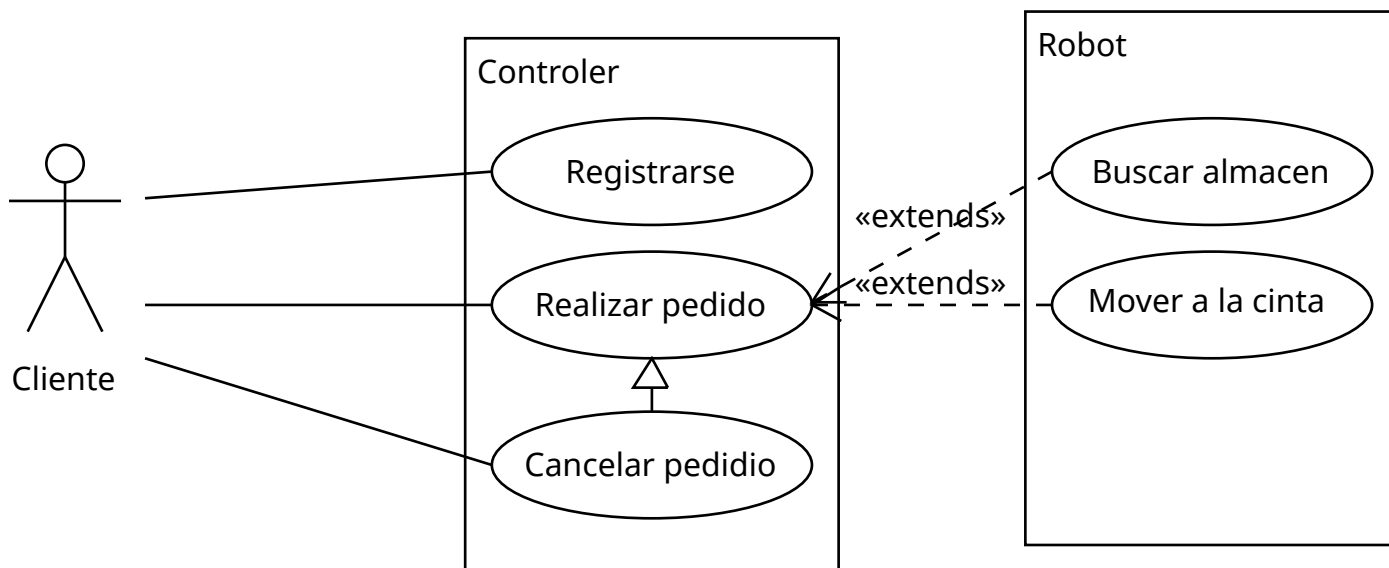 Controler
Robot
Registrarse
Buscar almacen
«extends»
«extends»
Realizar pedido
Mover a la cinta
Cliente
Cancelar pedidio